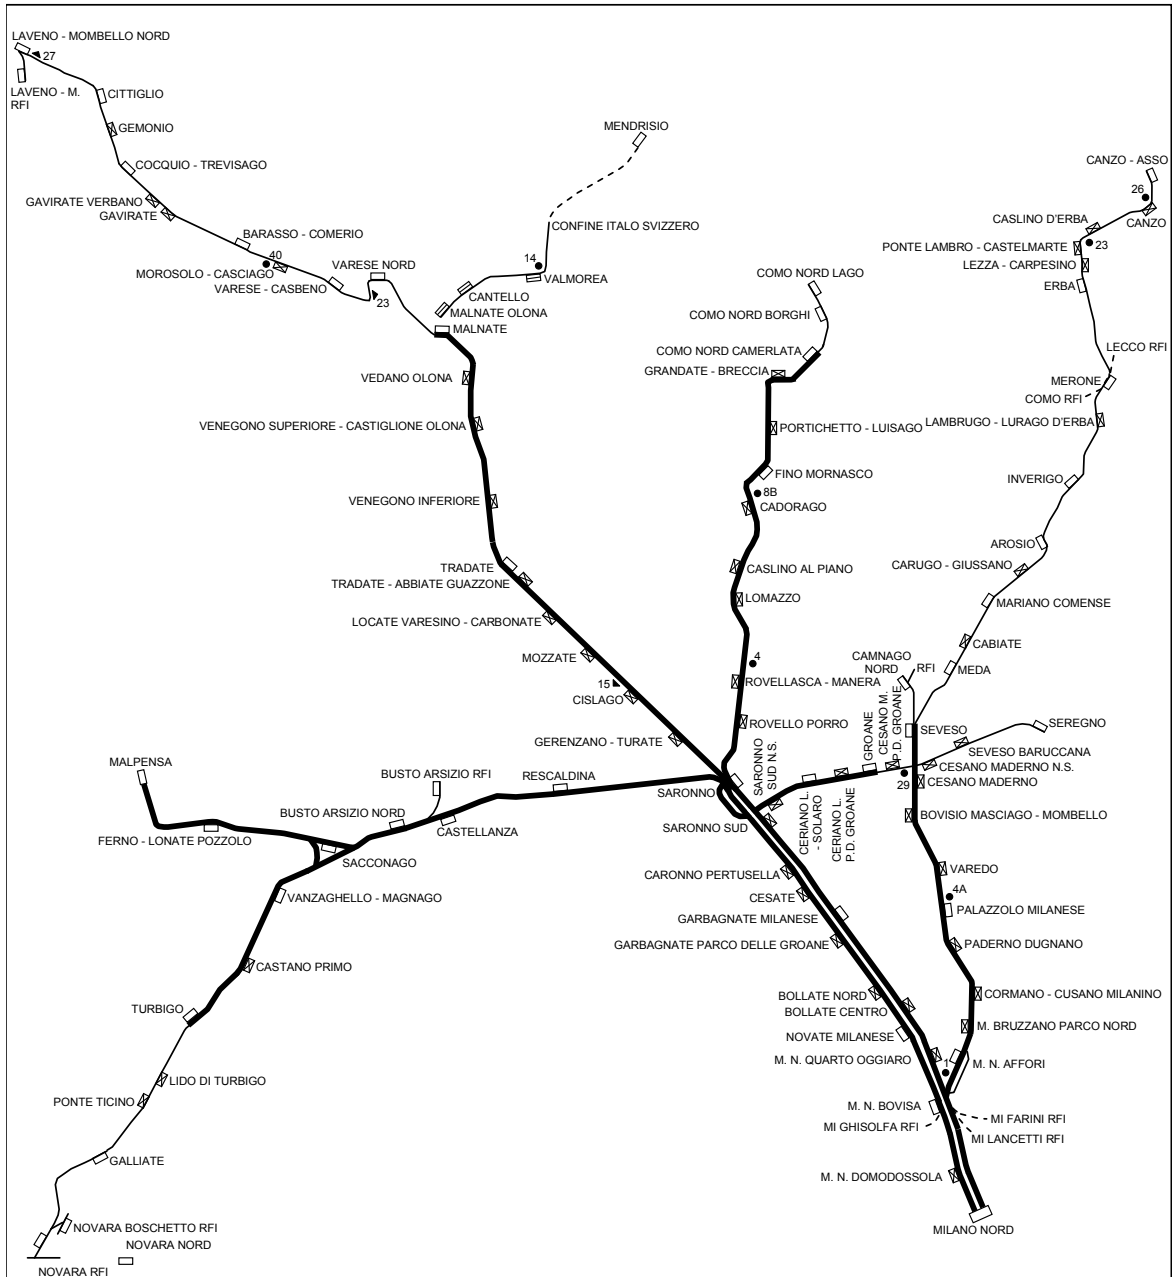 LAVENO - MOMBELLO NORD
27
LAVENO - M.
RFI
CITTIGLIO
GEMONIO
COCQUIO - TREVISAGO
GAVIRATE VERBANO
GAVIRATE
BARASSO - COMERIO
40
MOROSOLO - CASCIAGO
VARESE - CASBENO
VARESE NORD
23
MENDRISIO
CONFINE ITALO SVIZZERO
14
VALMOREA
CANTELLO
MALNATE OLONA
MALNATE
VEDANO OLONA
VENEGONO SUPERIORE - CASTIGLIONE OLONA
VENEGONO INFERIORE
TRADATE
TRADATE - ABBIATE GUAZZONE
LOCATE VARESINO - CARBONATE
MOZZATE
15
CISLAGO
GERENZANO - TURATE
COMO NORD LAGO
COMO NORD BORGHI
COMO NORD CAMERLATA
GRANDATE - BRECCIA
PORTICHETTO - LUISAGO
FINO MORNASCO
8B
CADORAGO
CASLINO AL PIANO
LOMAZZO
4
ROVELLASCA - MANERA
ROVELLO PORRO
CANZO - ASSO
26
CANZO
CASLINO D'ERBA
23
PONTE LAMBRO - CASTELMARTE
LEZZA - CARPESINO
ERBA
LECCO RFI
MERONE
COMO RFI
LAMBRUGO - LURAGO D'ERBA
INVERIGO
AROSIO
CARUGO - GIUSSANO
MARIANO COMENSE
CABIATE
MEDA
CAMNAGO
NORD
RFI
SEVESO
SEREGNO
SEVESO BARUCCANA
CESANO MADERNO N.S.
CESANO MADERNO
29
GROANE
CESANO M.
P.D. GROANE
CERIANO L.
- SOLARO
CERIANO L.
P.D. GROANE
SARONNO
SUD N.S.
SARONNO
SARONNO SUD
BOVISIO MASCIAGO - MOMBELLO
VAREDO
4A
PALAZZOLO MILANESE
PADERNO DUGNANO
CORMANO - CUSANO MILANINO
M. BRUZZANO PARCO NORD
M. N. AFFORI
1
MALPENSA
FERNO - LONATE POZZOLO
BUSTO ARSIZIO RFI
BUSTO ARSIZIO NORD
RESCALDINA
CASTELLANZA
SACCONAGO
VANZAGHELLO - MAGNAGO
CASTANO PRIMO
TURBIGO
LIDO DI TURBIGO
PONTE TICINO
GALLIATE
NOVARA BOSCHETTO RFI
NOVARA NORD
NOVARA RFI
CARONNO PERTUSELLA
CESATE
GARBAGNATE MILANESE
GARBAGNATE PARCO DELLE GROANE
BOLLATE NORD
BOLLATE CENTRO
NOVATE MILANESE
M. N. QUARTO OGGIARO
M. N. BOVISA
MI GHISOLFA RFI
MI FARINI RFI
MI LANCETTI RFI
M. N. DOMODOSSOLA
MILANO NORD